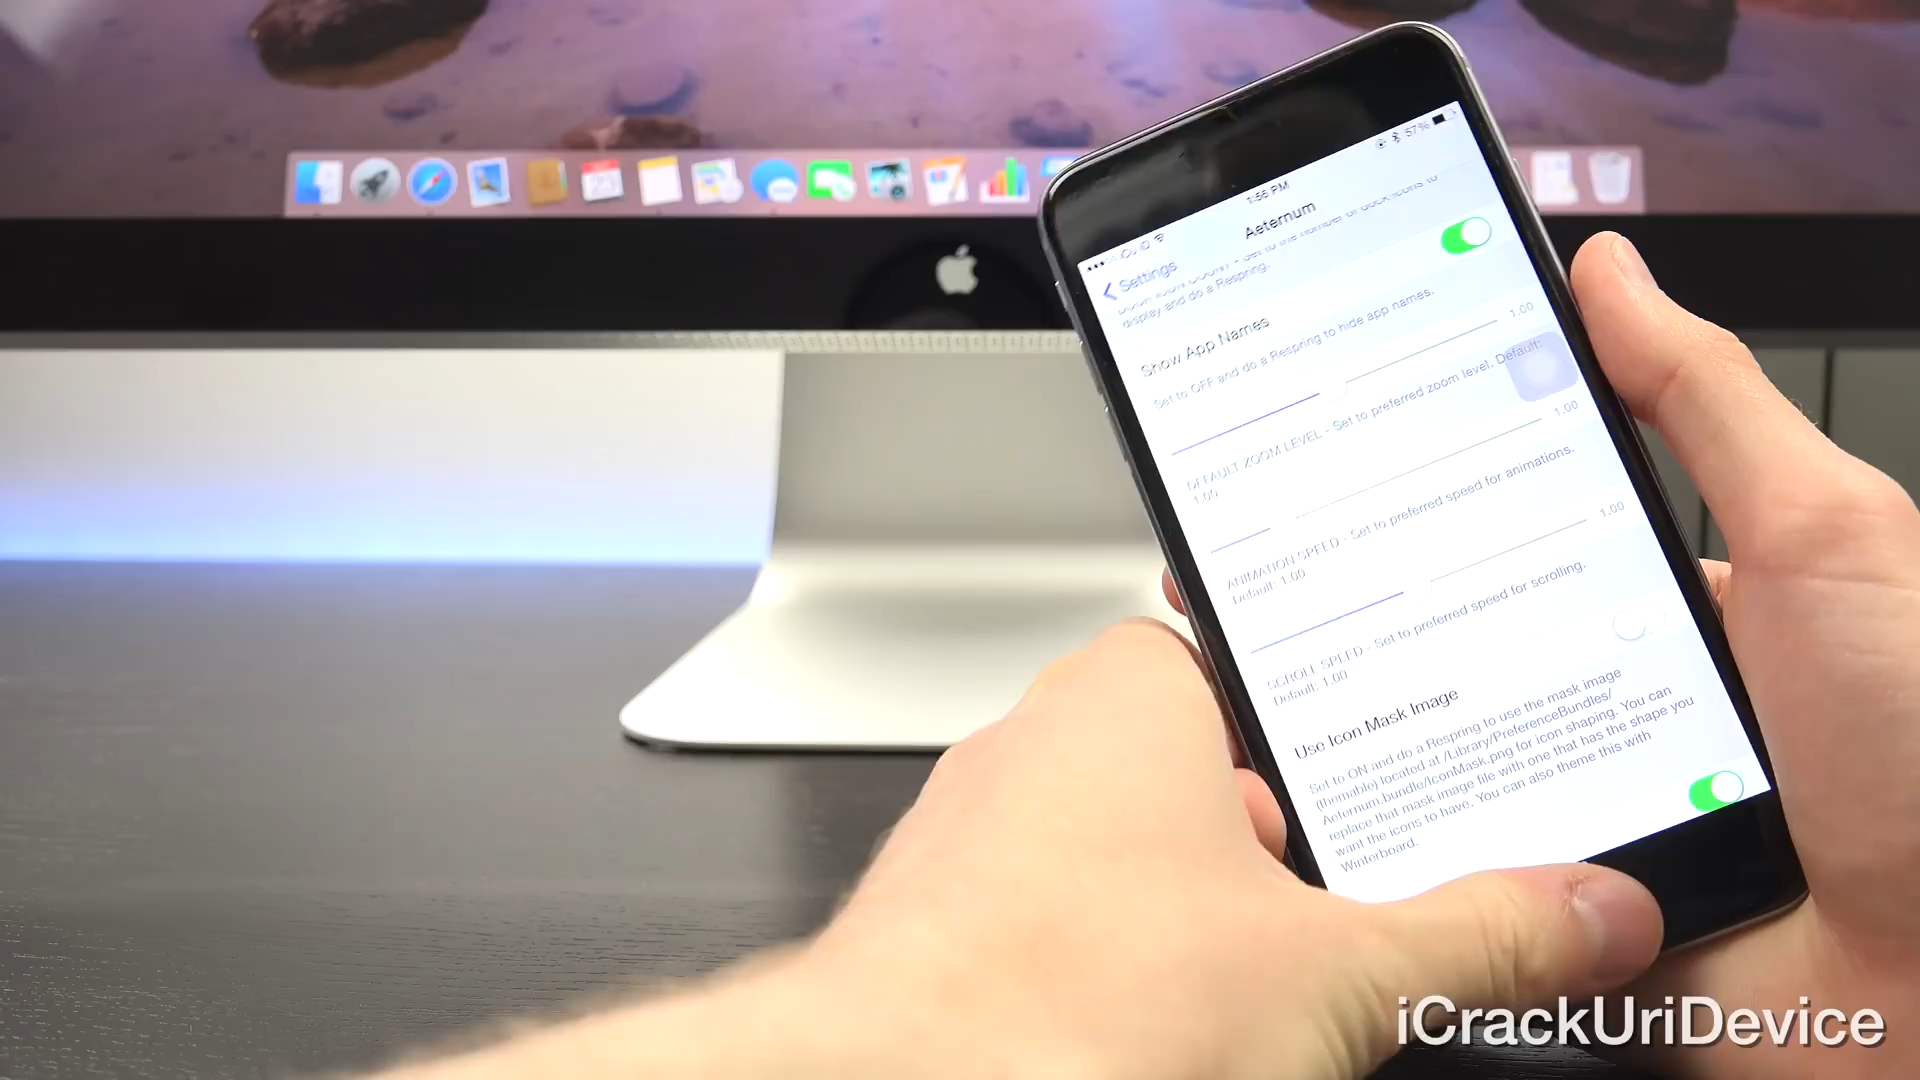 23
iCU iD
1:56 PM
57%
Settings
Aeternum
display and do a Respring.
Show App Names
Set to OFF and do a Respring to hide app names.
1.00
DEFAULT ZOOM LEVEL - Set to preferred zoom level. Default:
1.00
1.00
ANIMATION SPEED - Set to preferred speed for animations.
Default: 1.00
1.00
SCROLL SPEED - Set to preferred speed for scrolling.
Default: 1.00
Use Icon Mask Image
Set to ON and do a Respring to use the mask image
(themable) located at /Library/PreferenceBundles/
Aeternum.bundle/IconMask.png for icon shaping. You can
replace that mask image file with one that has the shape you
want the icons to have. You can also theme this with
Winterboard.
iCrackUriDevice